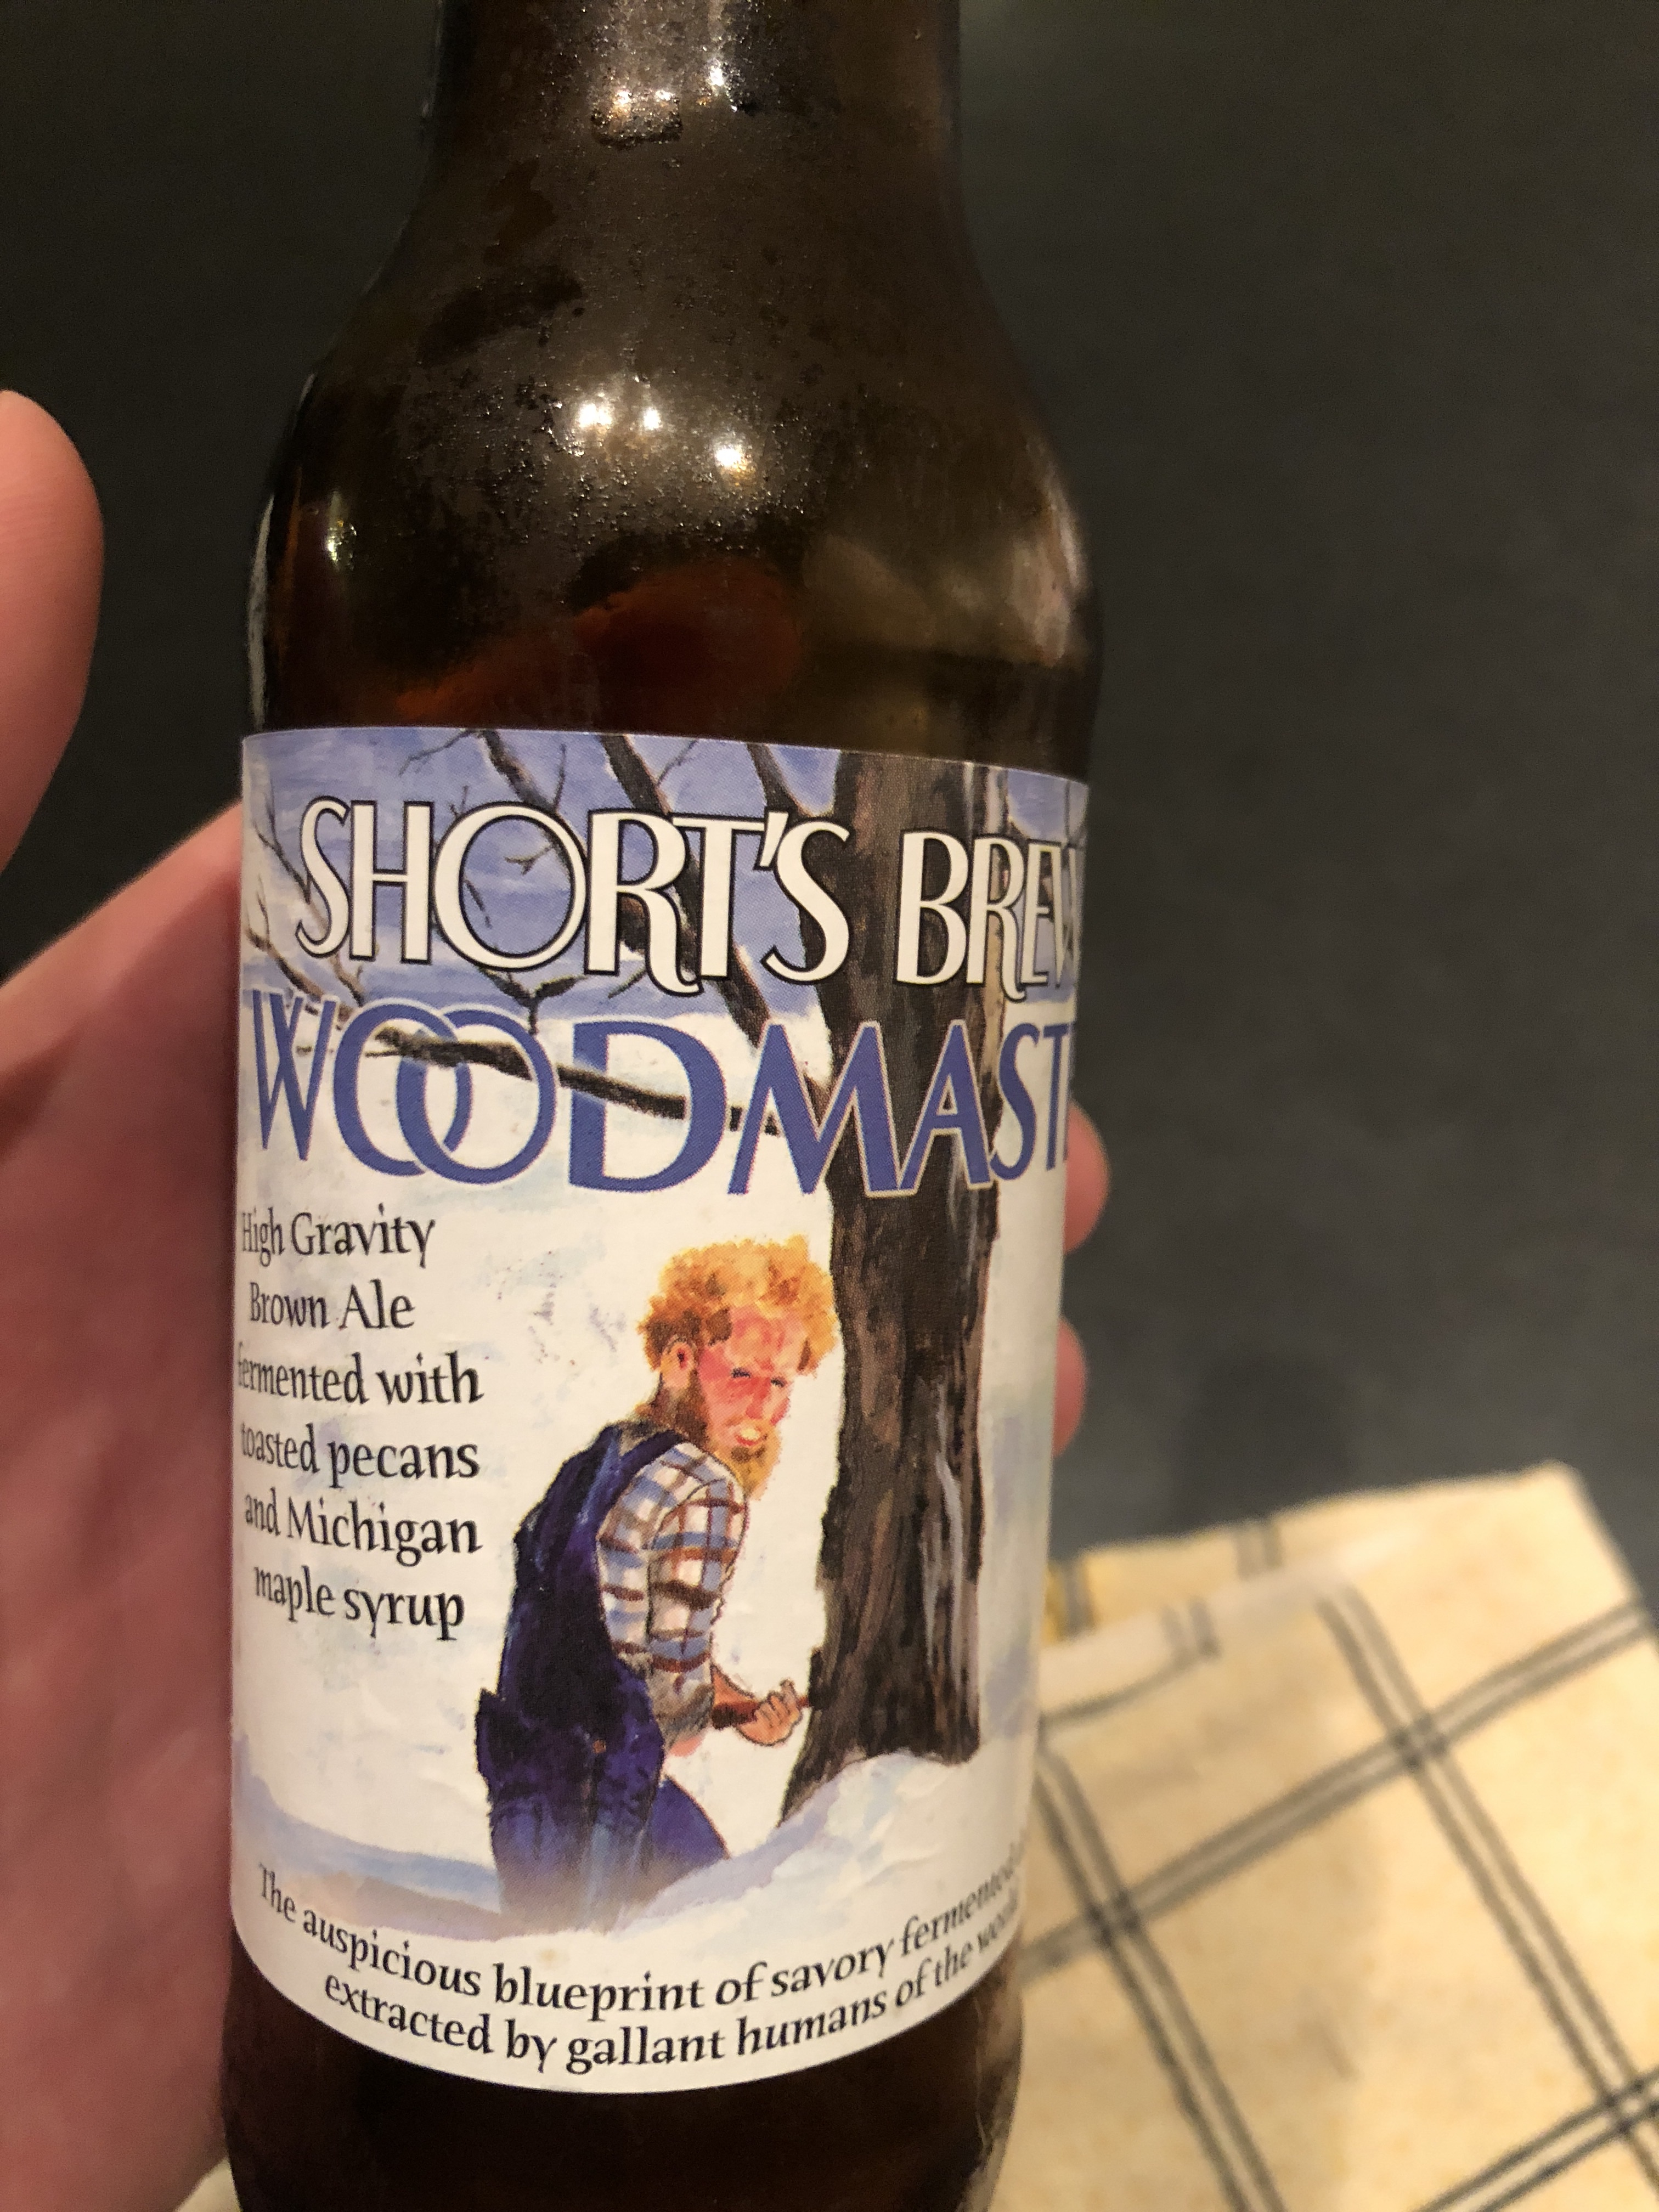 SHORT'S BREW
WOODMAST
High Gravity
Brown Ale
fermented with
toasted pecans
and Michigan
maple syrup
The auspicious blueprint of savory fermented
extracted by gallant humans of the woods